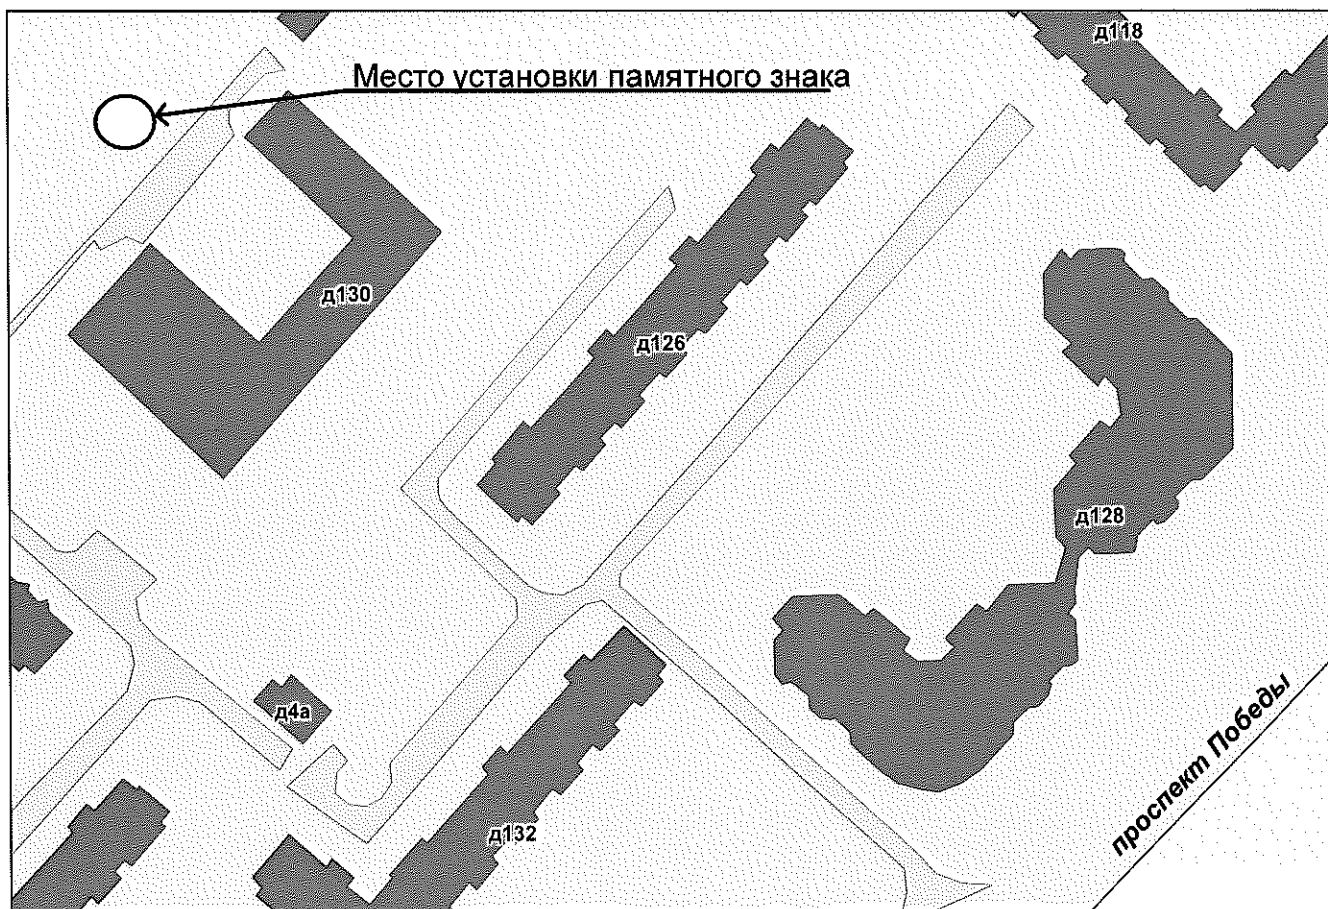 д118
Место установки памятного знака
д130
д126
д128
д4а
проспект Победы
д132